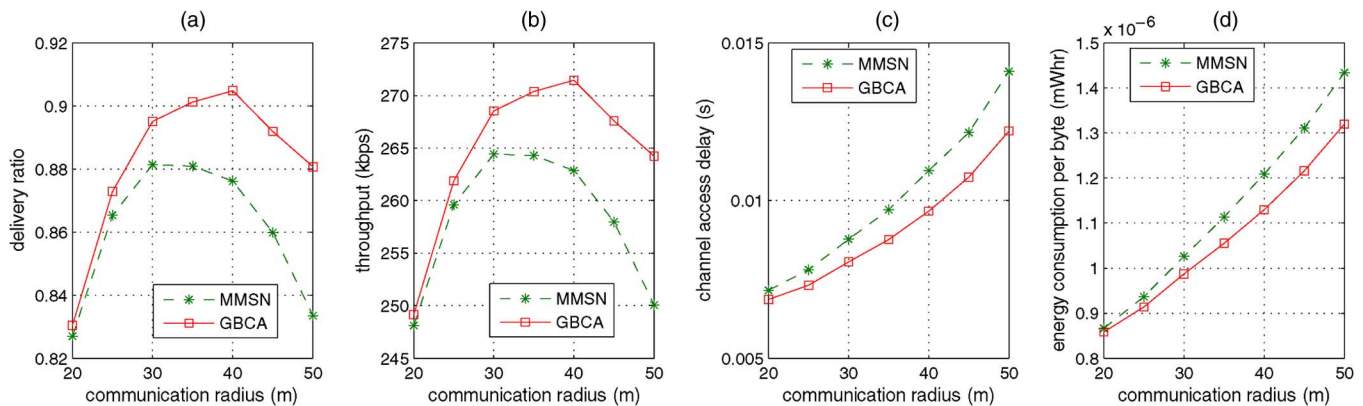 (a)
0.92
0.9
0.88
0.86
0.84
0.82
delivery ratio
MMSN
GBCA
20 30 40 50
communication radius (m)
(b)
275
270
265
260
255
250
245
throughput (kbps)
MMSN
GBCA
20 30 40 50
communication radius (m)
(c)
0.015
0.01
0.005
channel access delay (s)
MMSN
GBCA
20 30 40 50
communication radius (m)
(d)
x 10⁻⁶
1.5
1.4
1.3
1.2
1.1
1
0.9
0.8
energy consumption per byte (mWhr)
MMSN
GBCA
20 30 40 50
communication radius (m)